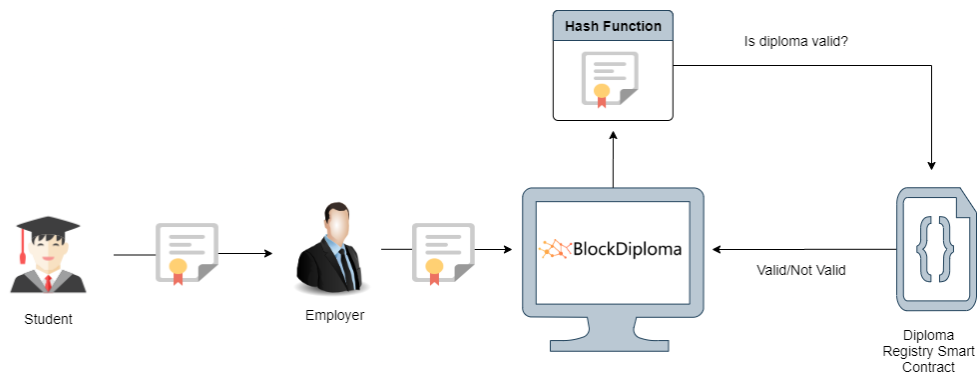 Hash Function
Is diploma valid?
BlockDiploma
Valid/Not Valid
Student
Employer
Diploma
Registry Smart
Contract